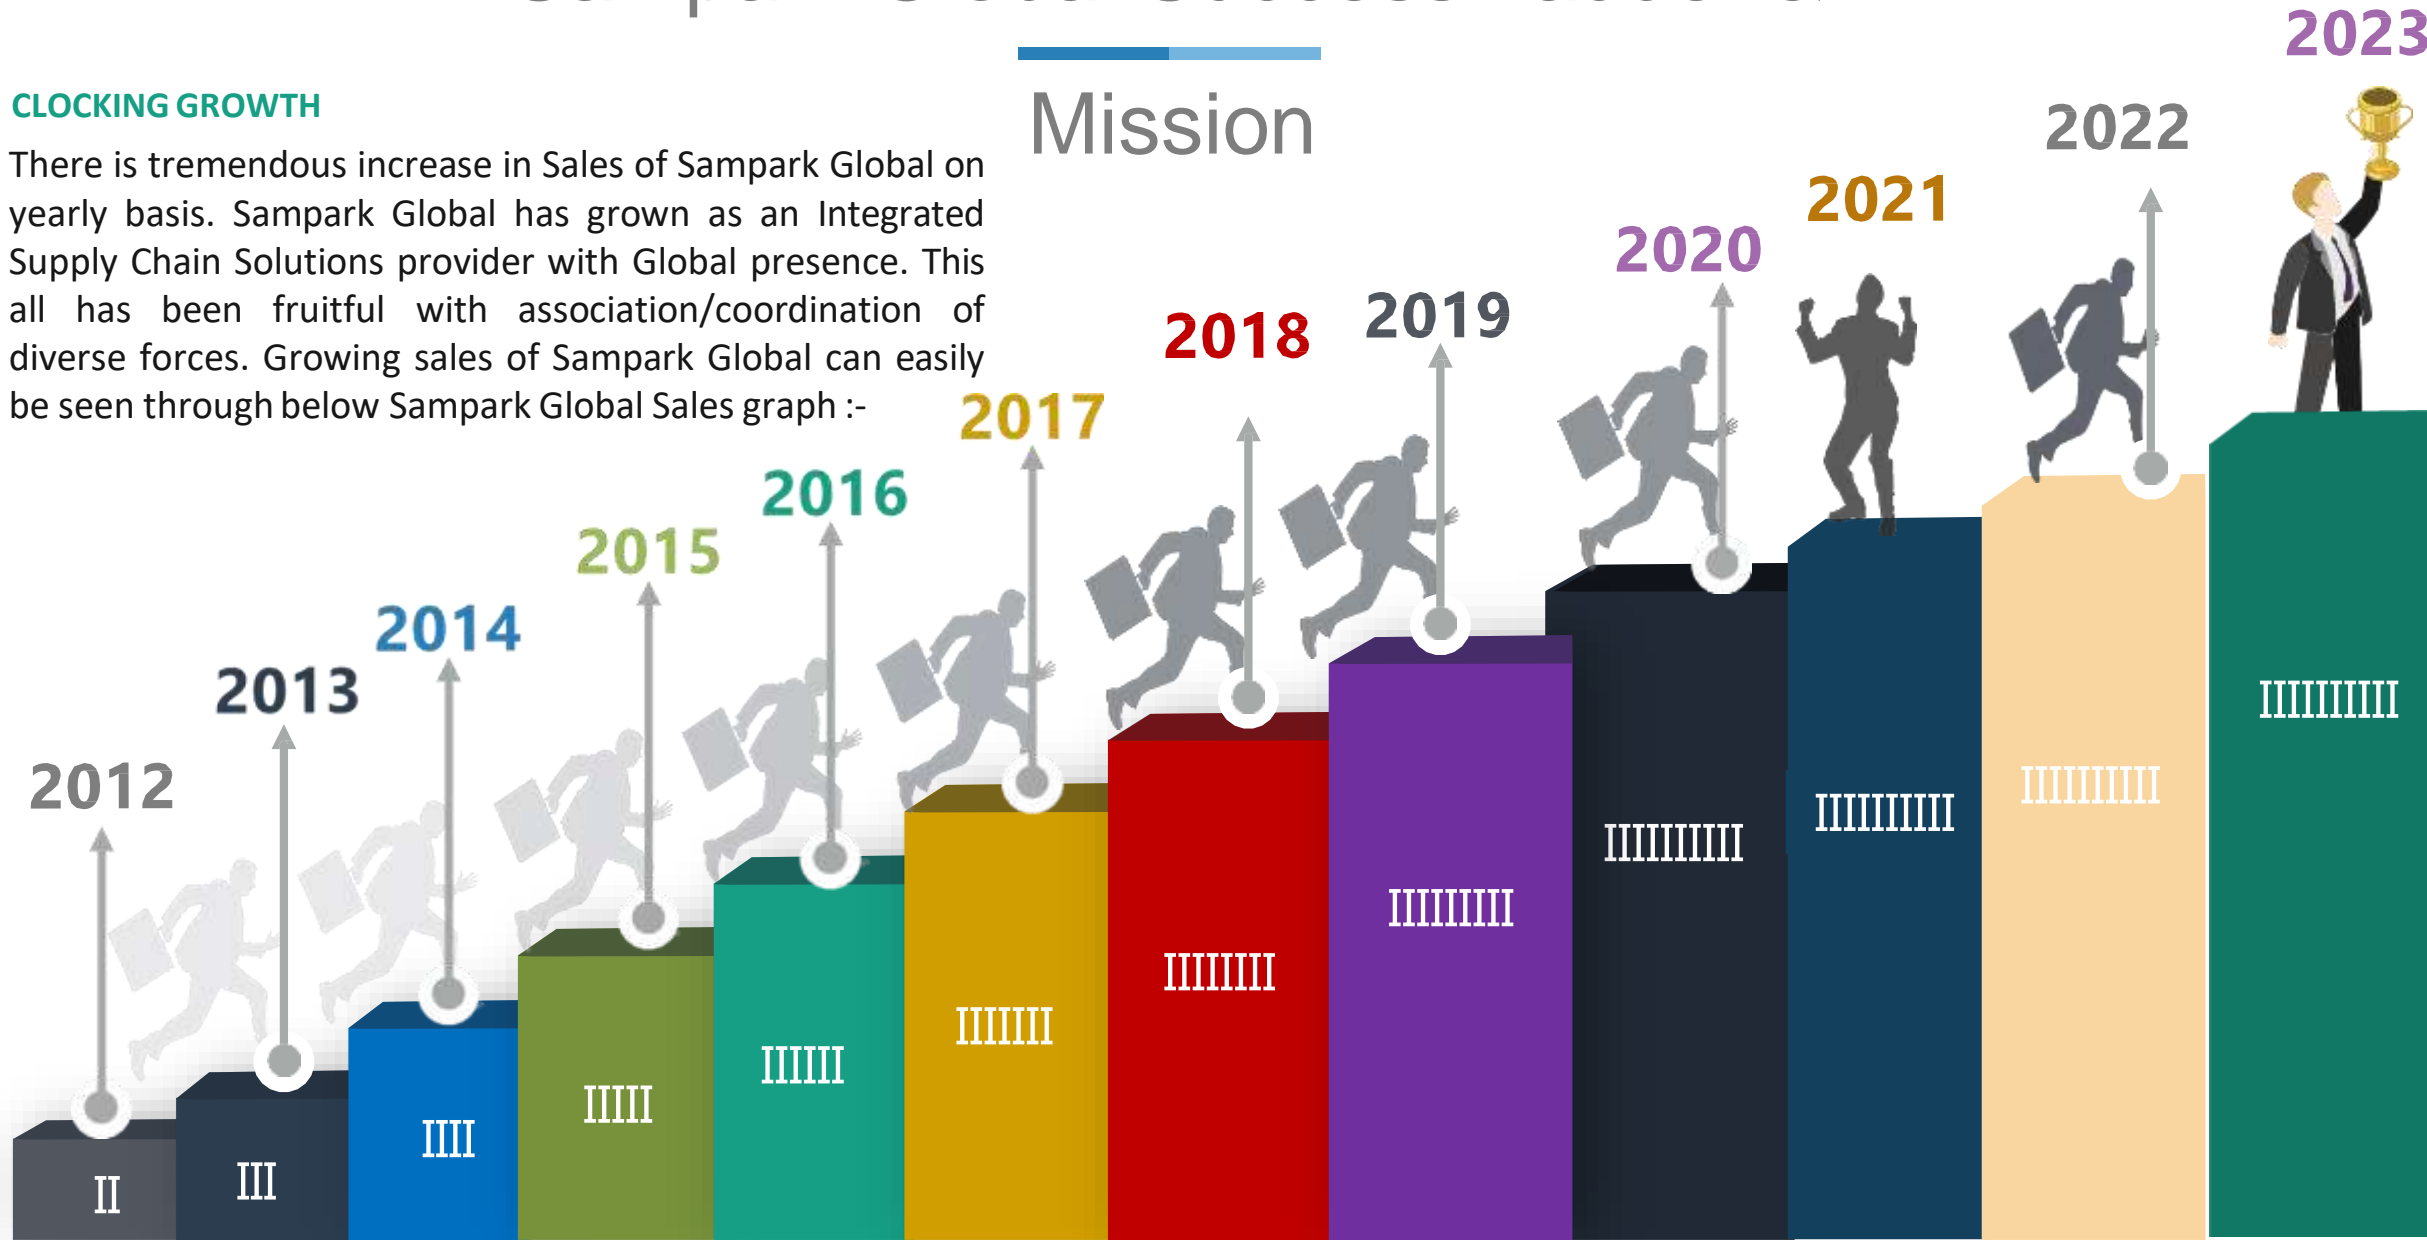 Mission
CLOCKING GROWTH
There is tremendous increase in Sales of Sampark Global on
yearly basis. Sampark Global has grown as an Integrated
Supply Chain Solutions provider with Global presence. This
all has been fruitful with association/coordination of
diverse forces. Growing sales of Sampark Global can easily
be seen through below Sampark Global Sales graph :-
2012
2013
2014
2015
2016
2017
2018
2019
2020
2021
2022
2023
II
III
IIII
IIIII
IIIIII
IIIIIII
IIIIIIII
IIIIIIIII
IIIIIIIIII
IIIIIIIIII
IIIIIIIIII
IIIIIIIIII